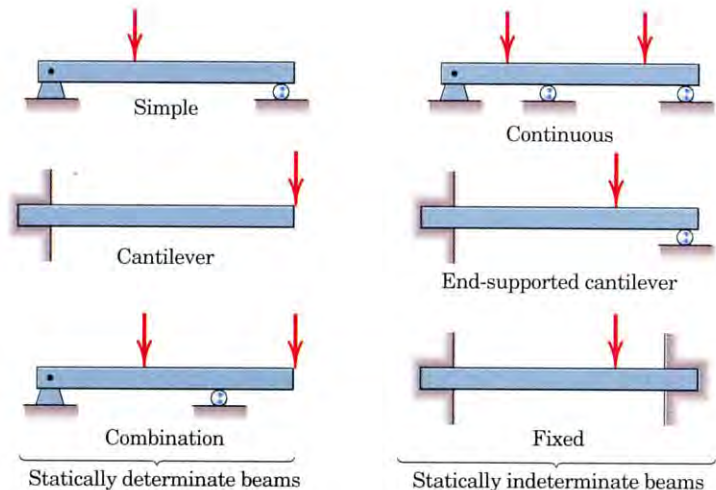 Simple
Continuous
Cantilever
End-supported cantilever
Combination
Fixed
Statically determinate beams
Statically indeterminate beams